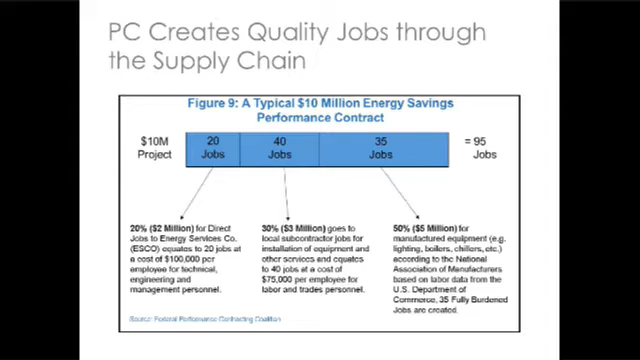 PC Creates Quality Jobs through
the Supply Chain
Figure 9: A Typical $10 Million Energy Savings
Performance Contract
$10M
Project
20
Jobs
40
Jobs
35
Jobs
= 95
Jobs
20% ($2 Million) for Direct
Jobs to Energy Services Co.
(ESCO) equates to 20 jobs at
a cost of $100,000 per
employee for technical,
engineering and
management personnel.
30% ($3 Million) goes to
local subcontractor jobs for
installation of equipment and
other services and equates
to 40 jobs at a cost of
$75,000 per employee for
labor and trades personnel.
50% ($5 Million) for
manufactured equipment (e.g.
lighting, boilers, chillers, etc.)
according to the National
Association of Manufacturers
based on labor data from the
U.S. Department of
Commerce, 35 Fully Burdened
Jobs are created.
Source: Federal Performance Contracting Coalition